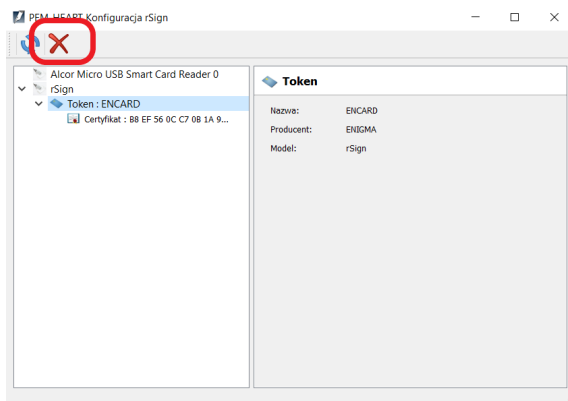 PEM-HEART Konfiguracja rSign
Alcor Micro USB Smart Card Reader 0
rSign
Token : ENCARD
Certyfikat : B8 EF 56 0C C7 0B 1A 9...
Token
Nazwa: ENCARD
Producent: ENIGMA
Model: rSign